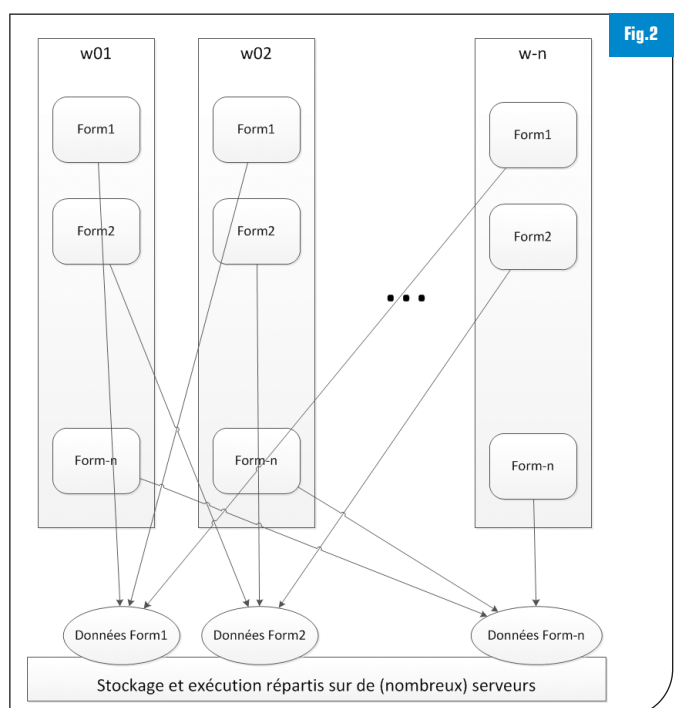 Fig.2
w01
w02
w-n
Form1
Form1
Form1
Form2
Form2
Form2
...
Form-n
Form-n
Form-n
Données Form1
Données Form2
Données Form-n
Stockage et exécution répartis sur de (nombreux) serveurs